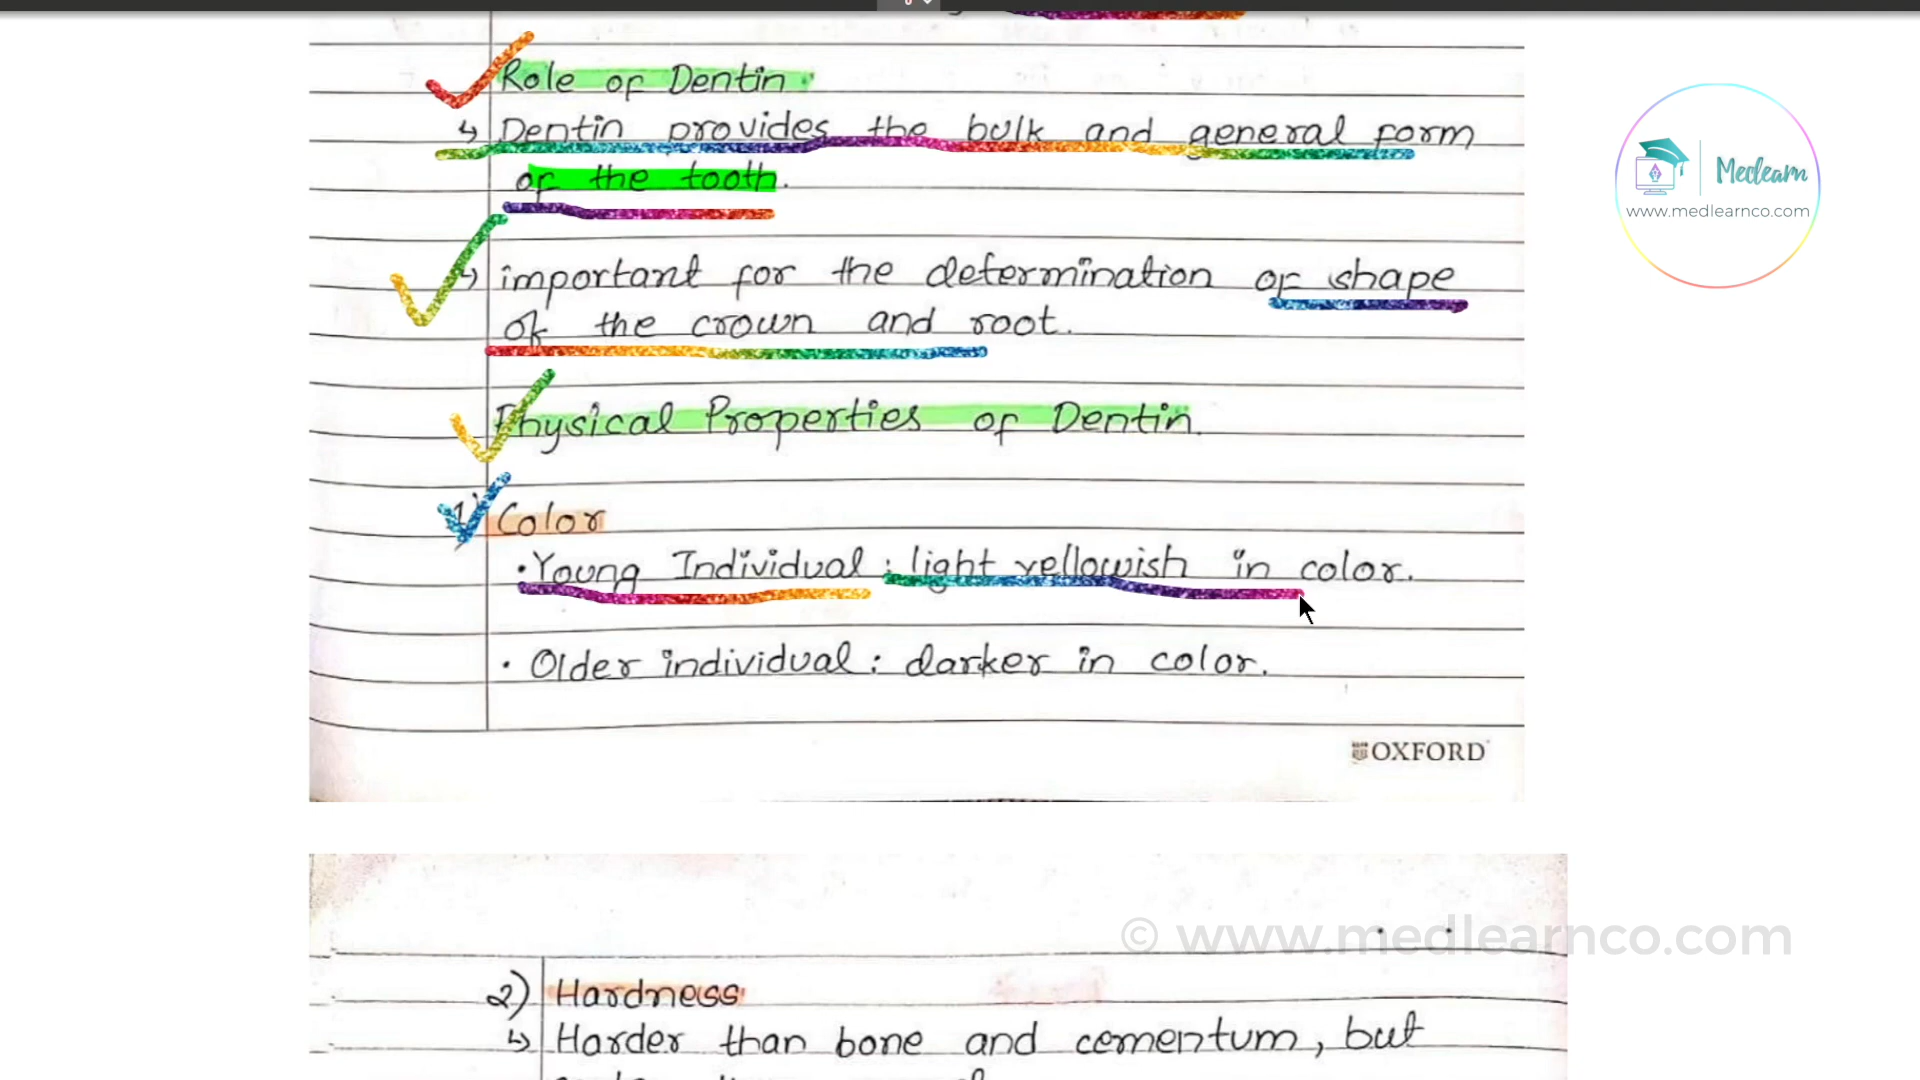 Role of Dentin
↳ Dentin provides the bulk and general form
of the tooth.
↳ important for the determination of shape
of the crown and root.
Physical Properties of Dentin.
1) Color
• Young Individual : light yellowish in color.
• Older individual : darker in color.
OXFORD
Medlearn
www.medlearnco.com
© www.medlearnco.com
2) Hardness
↳ Harder than bone and cementum, but